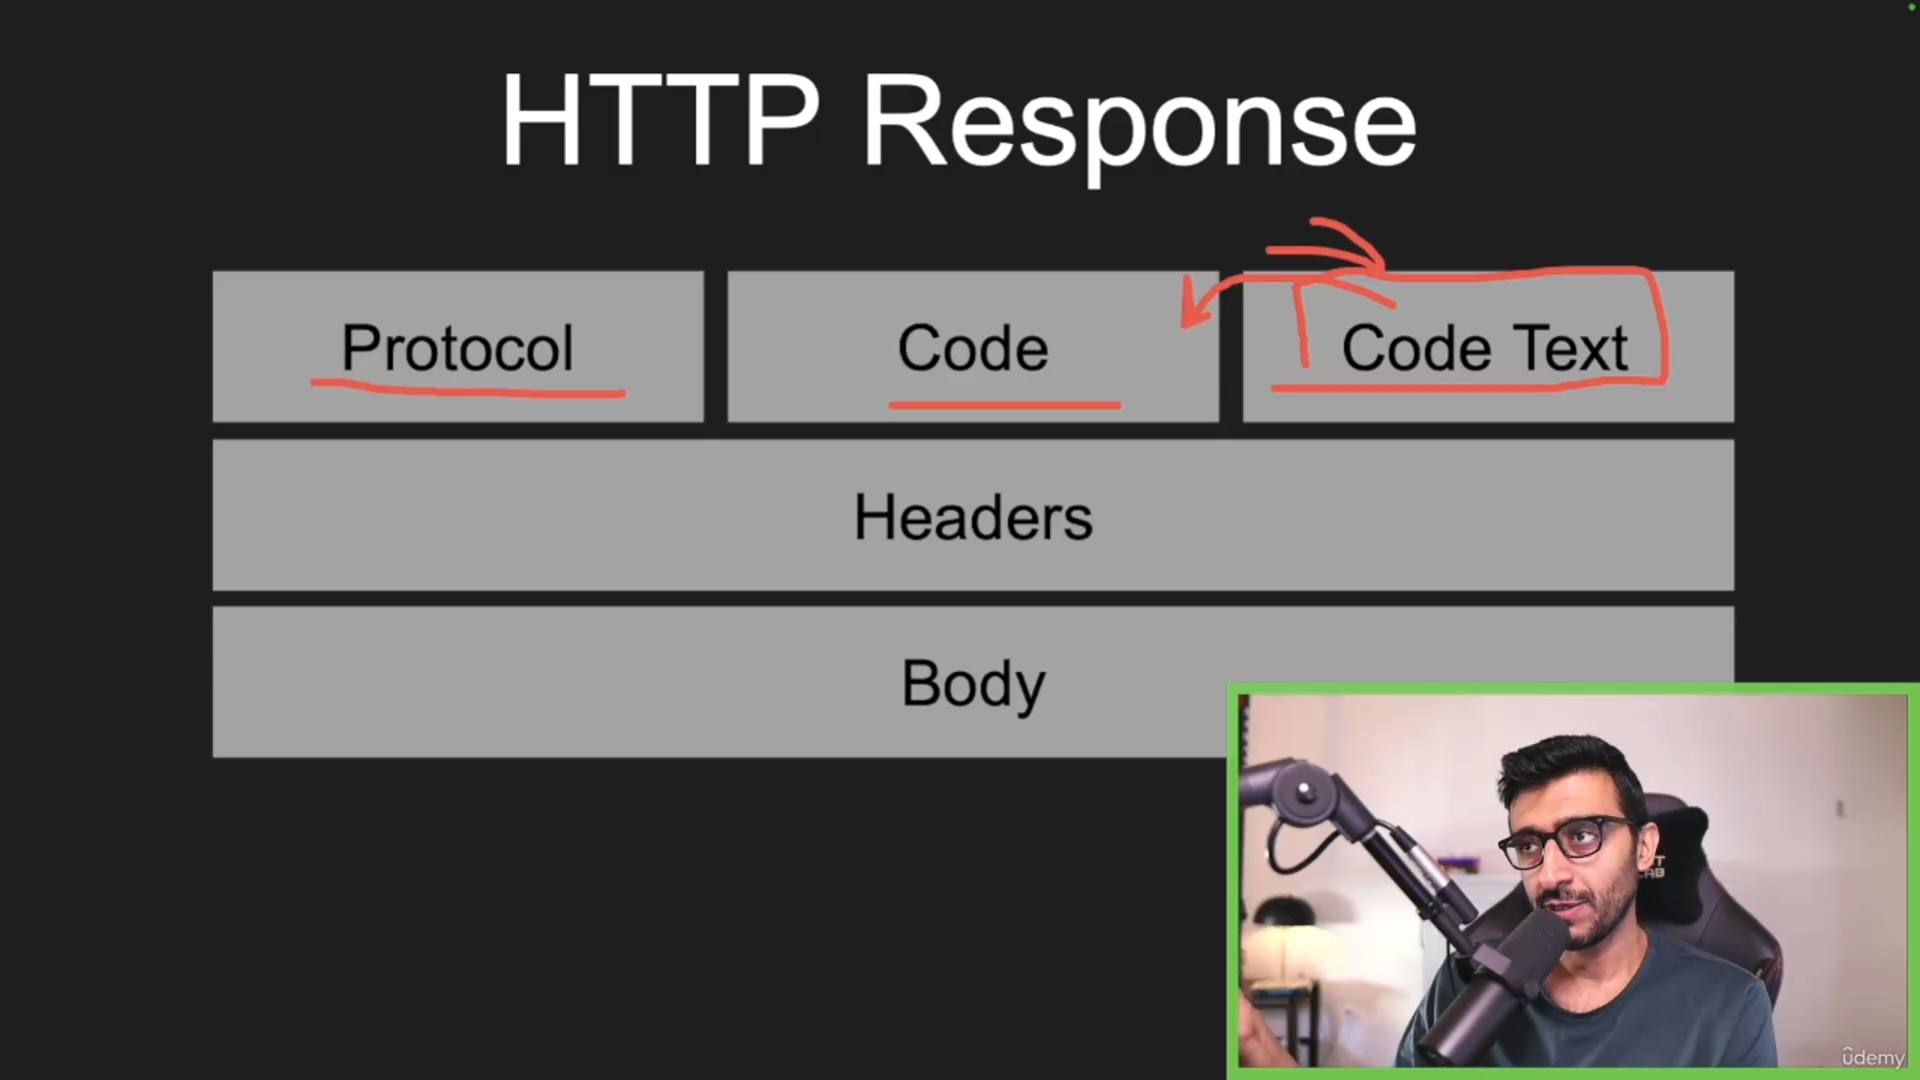 HTTP Response
Protocol Code Code Text
Headers
Body
ûdemy